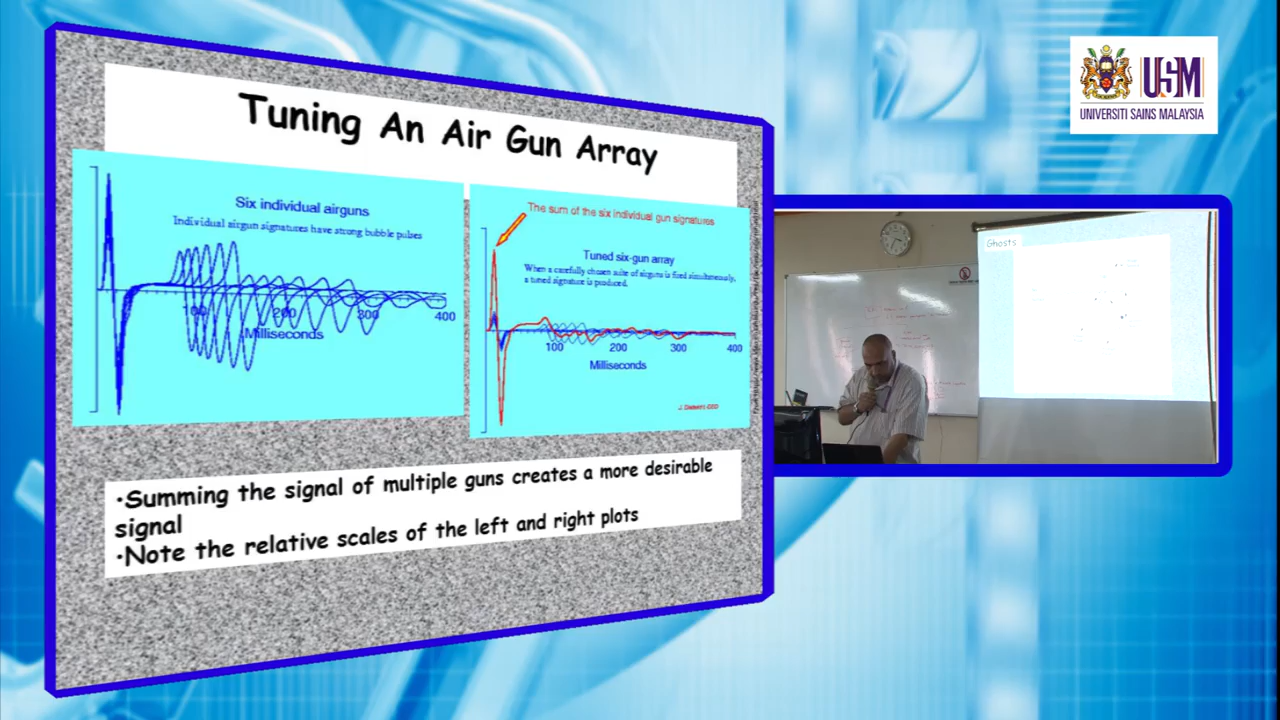 Tuning An Air Gun Array
Six individual airguns
Individual airgun signatures have strong bubble pulses
100
200
300
400
Milliseconds
The sum of the six individual gun signatures
Tuned six-gun array
When a carefully chosen suite of airguns is fired simultaneously,
a tuned signature is produced.
100
200
300
400
Milliseconds
•Summing the signal of multiple guns creates a more desirable
signal
•Note the relative scales of the left and right plots
USM
UNIVERSITI SAINS MALAYSIA
Ghosts